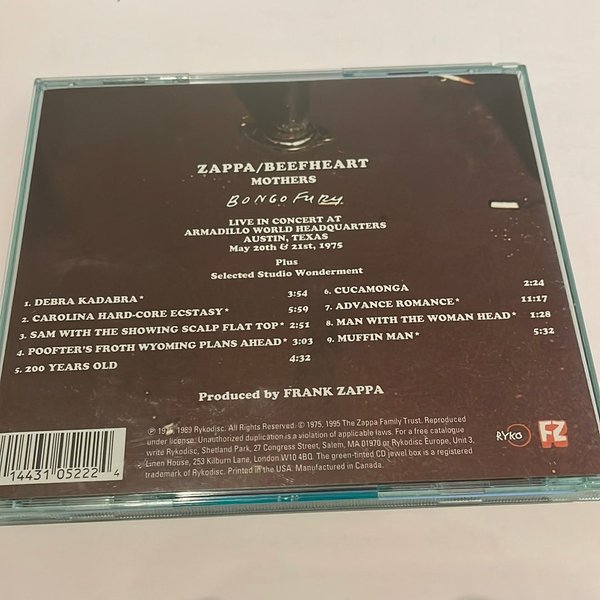 ZAPPA/BEEFHEART
MOTHERS
BONGO FURY
LIVE IN CONCERT AT
ARMADILLO WORLD HEADQUARTERS
AUSTIN, TEXAS
May 20th & 21st, 1975
Plus
Selected Studio Wonderment
1. DEBRA KADABRA* 3:54
2. CAROLINA HARD-CORE ECSTASY* 5:59
3. SAM WITH THE SHOWING SCALP FLAT TOP* 2:51
4. POOFTER'S FROTH WYOMING PLANS AHEAD* 3:03
5. 200 YEARS OLD 4:32
6. CUCAMONGA 2:24
7. ADVANCE ROMANCE* 11:17
8. MAN WITH THE WOMAN HEAD* 1:28
9. MUFFIN MAN* 5:32
Produced by FRANK ZAPPA
1989 Rykodisc. All Rights Reserved. © 1975, 1995 The Zappa Family Trust. Reproduced
under license. Unauthorized duplication is a violation of applicable laws. For a free catalogue
write Rykodisc, Shetland Park, 27 Congress Street, Salem, MA 01970 or Rykodisc Europe, Unit 3,
Linen House, 253 Kilburn Lane, London W10 4BQ. The green-tinted CD jewel box is a registered
trademark of Rykodisc. Printed in the USA. Manufactured in Canada.
RYKO
FZ
14431 05222 4